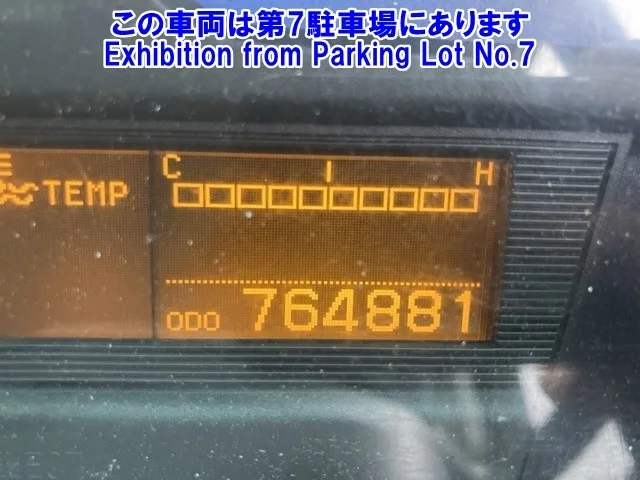 この車両は第7駐車場にあります
Exhibition from Parking Lot No.7
C I H
TEMP
ODO 764881